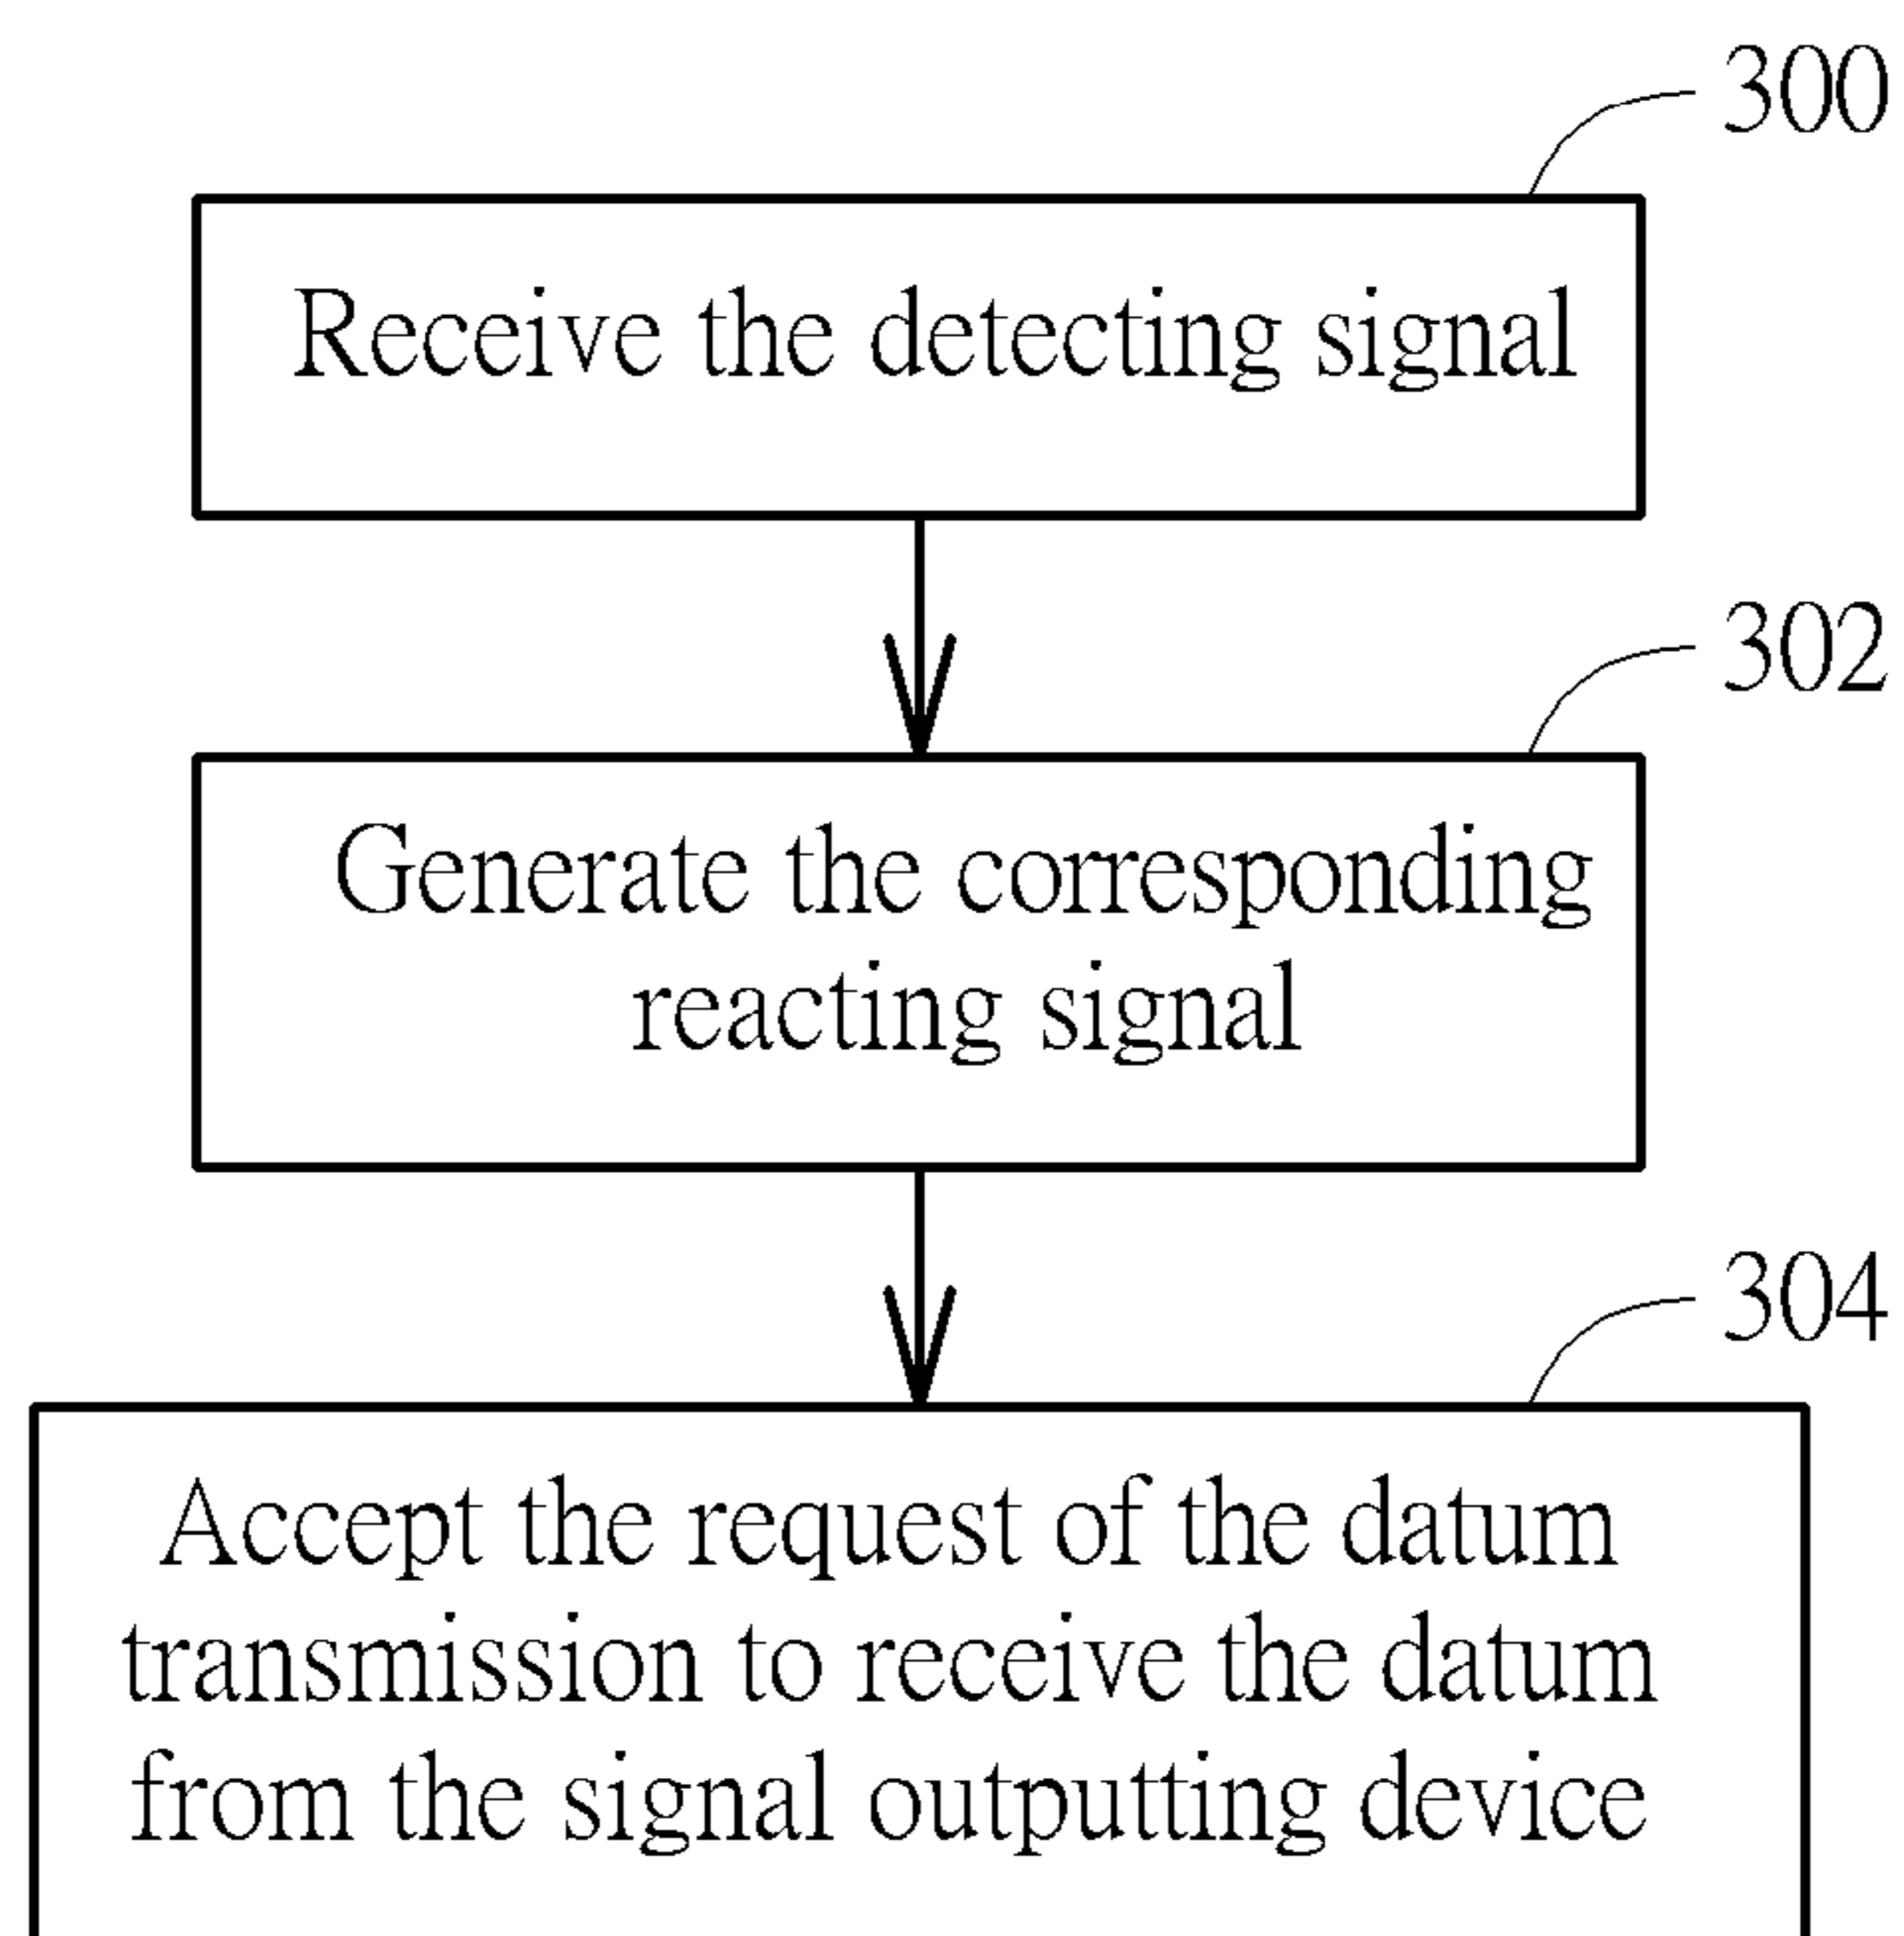 300
Receive the detecting signal
302
Generate the corresponding
reacting signal
304
Accept the request of the datum
transmission to receive the datum
from the signal outputting device